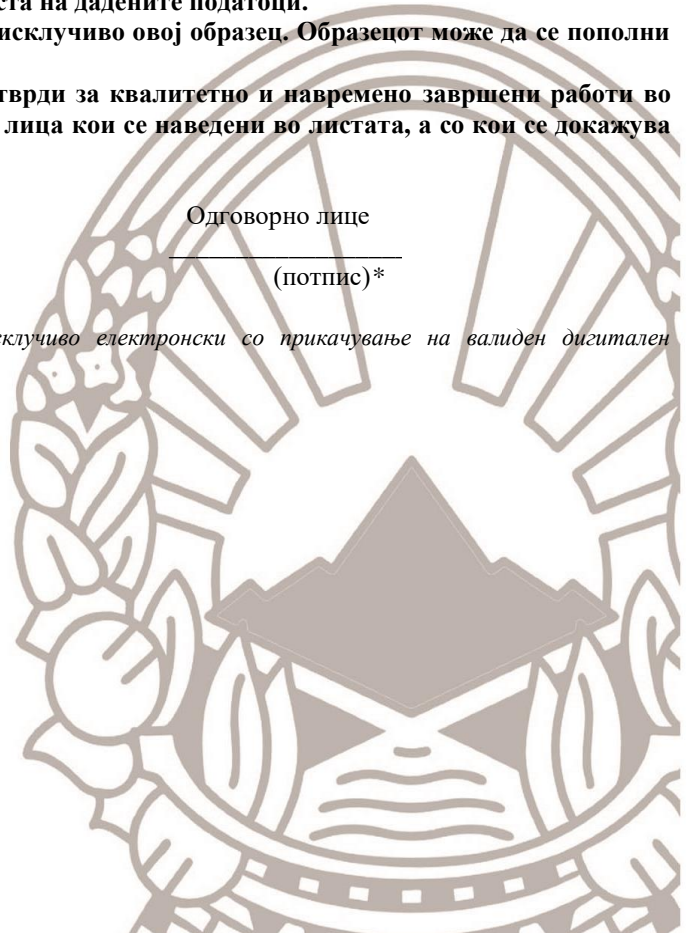 ста на дадените податоци.
исклучиво овој образец. Образецот може да се пополни
тврди за квалитетно и навремено завршени работи во
лица кои се наведени во листата, а со кои се докажува
Одговорно лице
__________________
(потпис)*
клучиво електронски со прикачување на валиден дигитален